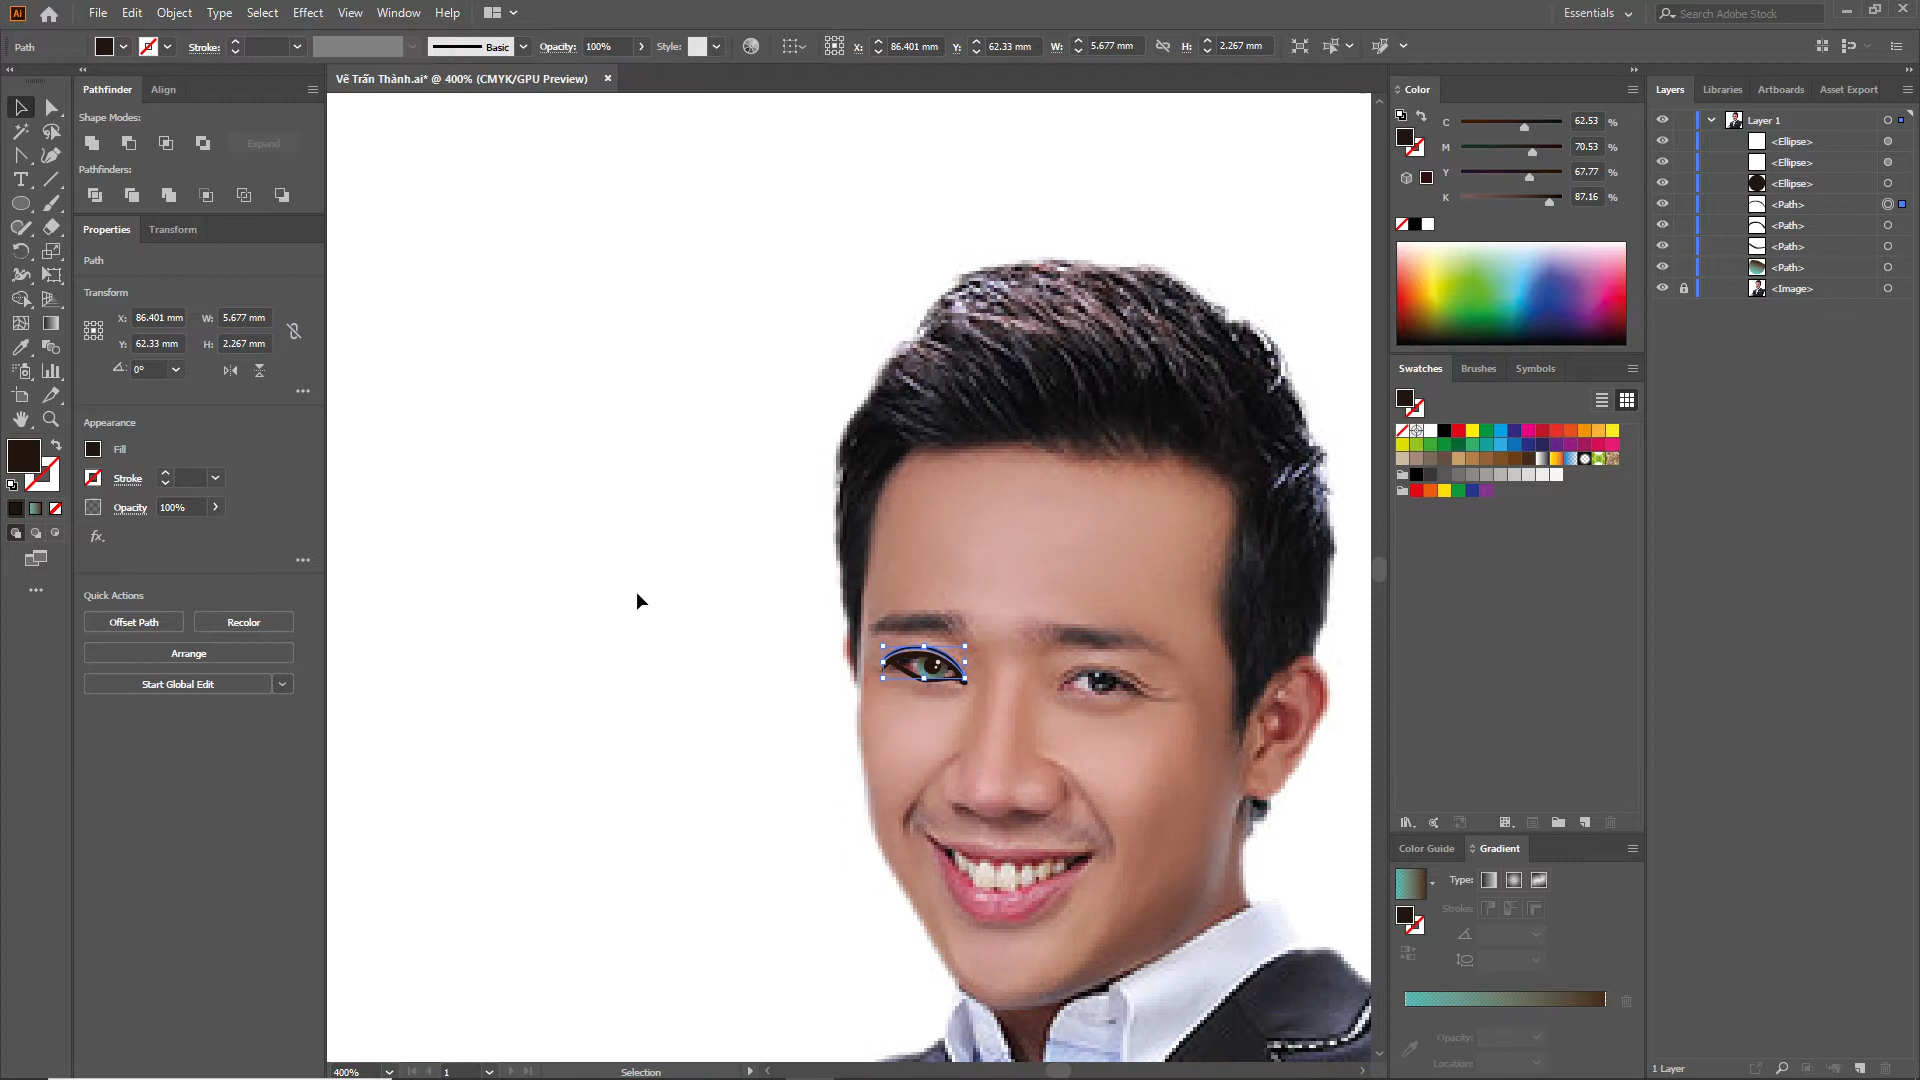 Ai File Edit Object Type Select Effect View Window Help Essentials Search Adobe Stock
Path Stroke: Basic Opacity: 100% Style: X: 86.401 mm Y: 62.33 mm W: 5.677 mm H: 2.267 mm
Vẽ Trấn Thành.ai* @ 400% (CMYK/GPU Preview)
Pathfinder Align
Shape Modes:
Expand
Pathfinders:
Properties Transform
Path
Transform
X: 86.401 mm W: 5.677 mm
Y: 62.33 mm H: 2.267 mm
0°
Appearance
Fill
Stroke
Opacity 100%
fx.
Quick Actions
Offset Path Recolor
Arrange
Start Global Edit
400% 1 Selection
Color
C 62.53 %
M 70.53 %
Y 67.77 %
K 87.16 %
Swatches Brushes Symbols
Color Guide Gradient
Type:
Stroke:
Opacity:
Location:
Layers Libraries Artboards Asset Export
Layer 1
<Ellipse>
<Ellipse>
<Ellipse>
<Path>
<Path>
<Path>
<Path>
<Image>
1 Layer